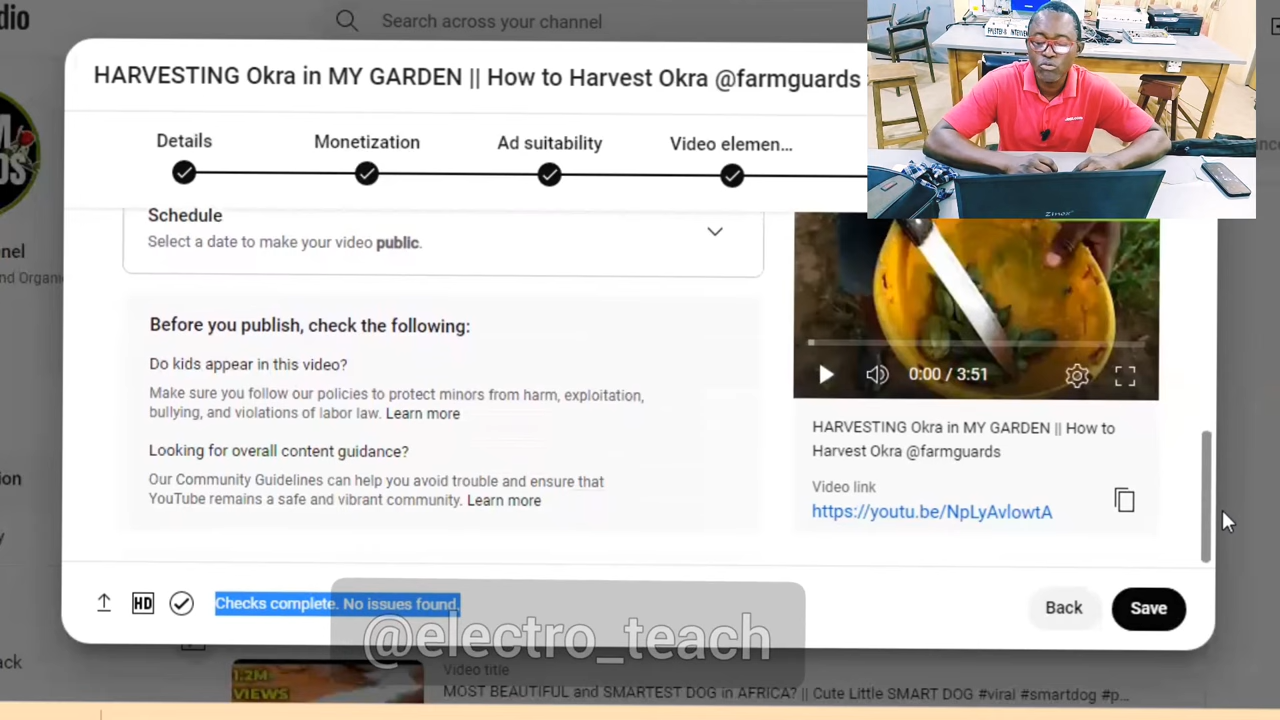 dio
Search across your channel
HARVESTING Okra in MY GARDEN || How to Harvest Okra @farmguards
Details
Monetization
Ad suitability
Video elemen...
Schedule
Select a date to make your video public.
nel
nd Organi
Before you publish, check the following:
Do kids appear in this video?
Make sure you follow our policies to protect minors from harm, exploitation,
bullying, and violations of labor law. Learn more
Looking for overall content guidance?
Our Community Guidelines can help you avoid trouble and ensure that
YouTube remains a safe and vibrant community. Learn more
ZINOX
0:00 / 3:51
HARVESTING Okra in MY GARDEN || How to
Harvest Okra @farmguards
Video link
https://youtu.be/NpLyAvlowtA
ion
HD
Checks complete. No issues found.
Back
Save
@electro_teach
ack
1.2M
VIEWS
Video title
MOST BEAUTIFUL and SMARTEST DOG in AFRICA? || Cute Little SMART DOG #viral #smartdog #p...